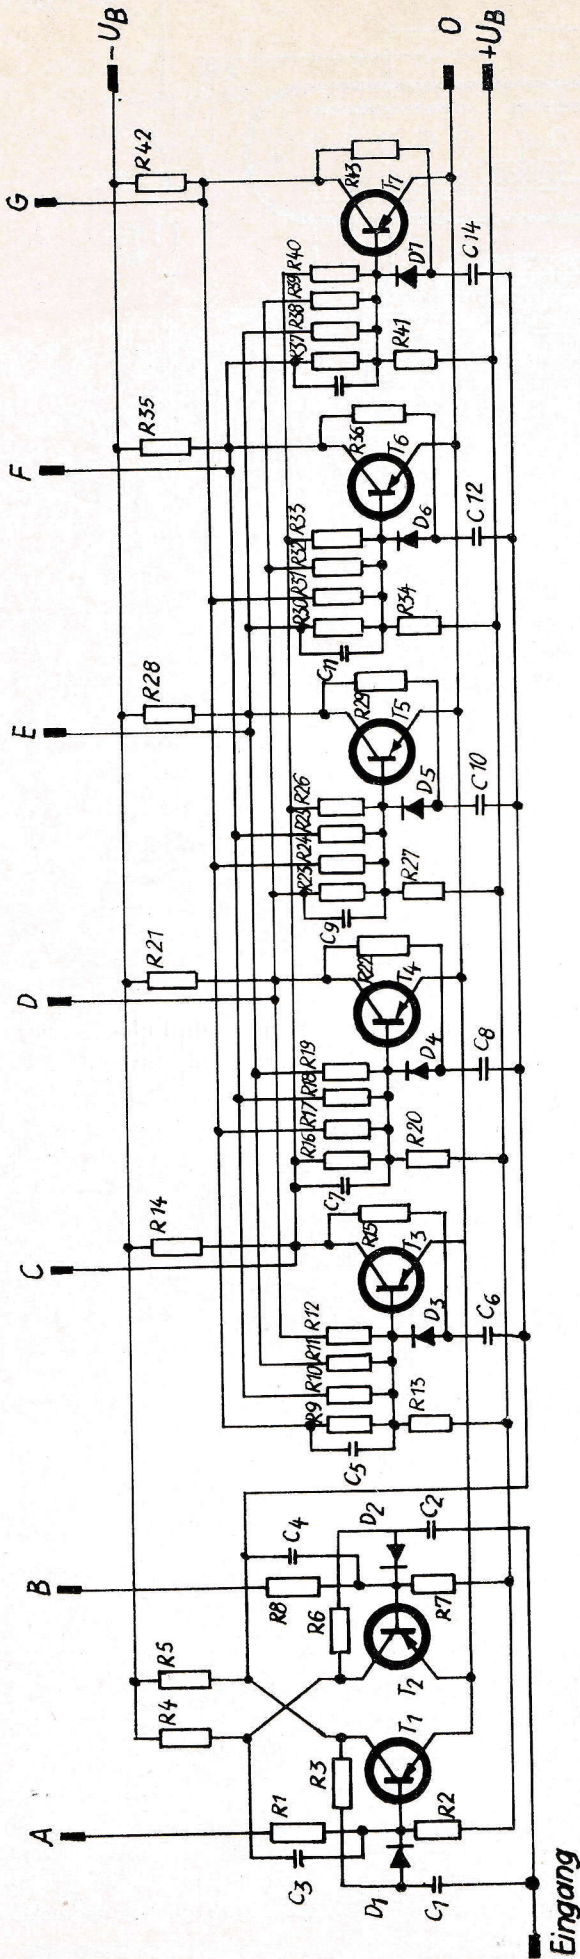 -UB
0
+UB
G
F
E
D
C
B
A
Eingang
R42
R43
T7
R40
R39
R38
R37
D7
R41
C14
R35
R36
T6
R33
R32
R31
R30
C11
D6
R34
C12
R28
R29
T5
R26
R25
R24
R23
C9
D5
R27
C10
R21
R22
T4
R19
R18
R17
R16
C7
D4
R20
C8
R14
R15
T3
R12
R11
R10
R9
C5
D3
R13
C6
R5
R4
C4
R8
R6
D2
C2
R7
T2
T1
R3
R1
C3
R2
D1
C1